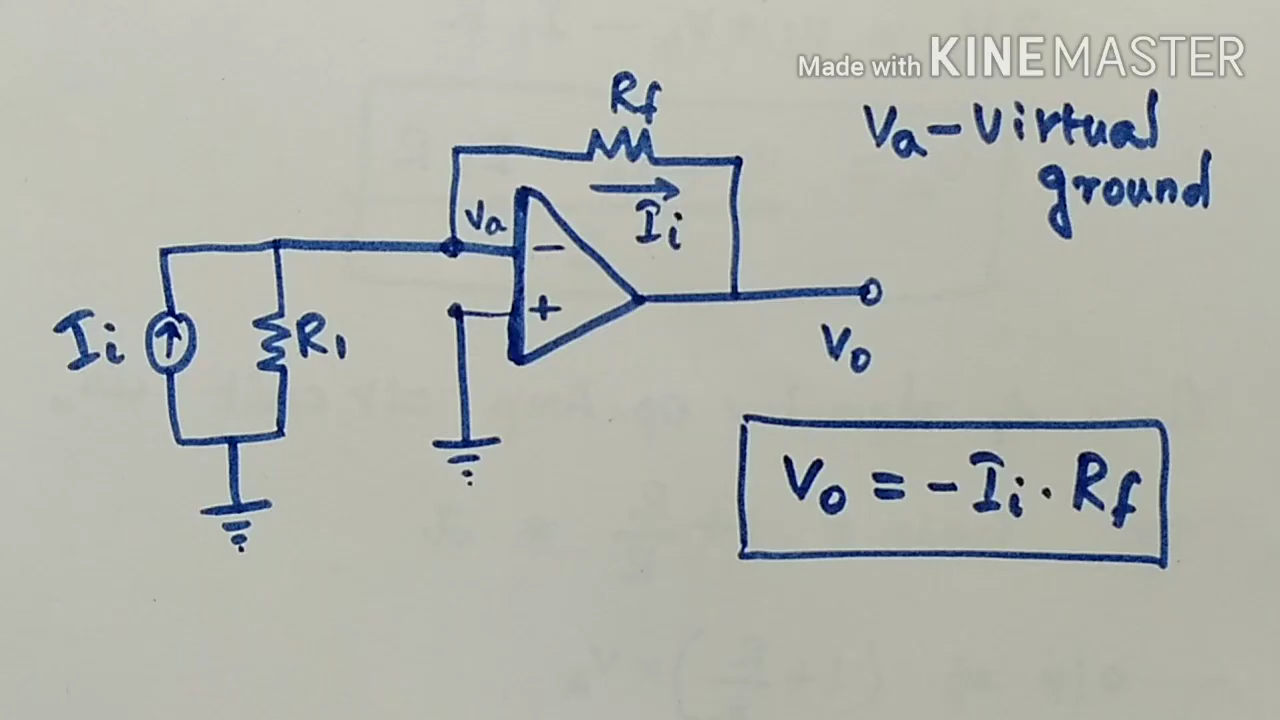 Made with KINEMASTER
Rf
Va - Virtual
ground
Va
Ii
−
+
Ii
R1
Vo
Vo = - Ii . Rf